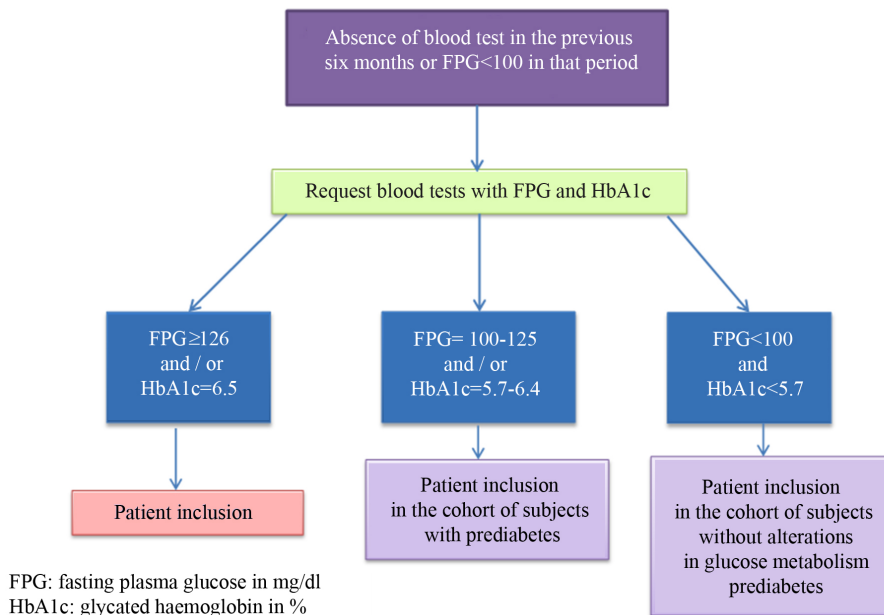 Absence of blood test in the previous
six months or FPG<100 in that period
Request blood tests with FPG and HbA1c
FPG≥126
and / or
HbA1c=6.5
FPG= 100-125
and / or
HbA1c=5.7-6.4
FPG<100
and
HbA1c<5.7
Patient inclusion
Patient inclusion
in the cohort of subjects
with prediabetes
Patient inclusion
in the cohort of subjects
without alterations
in glucose metabolism
prediabetes
FPG: fasting plasma glucose in mg/dl
HbA1c: glycated haemoglobin in %